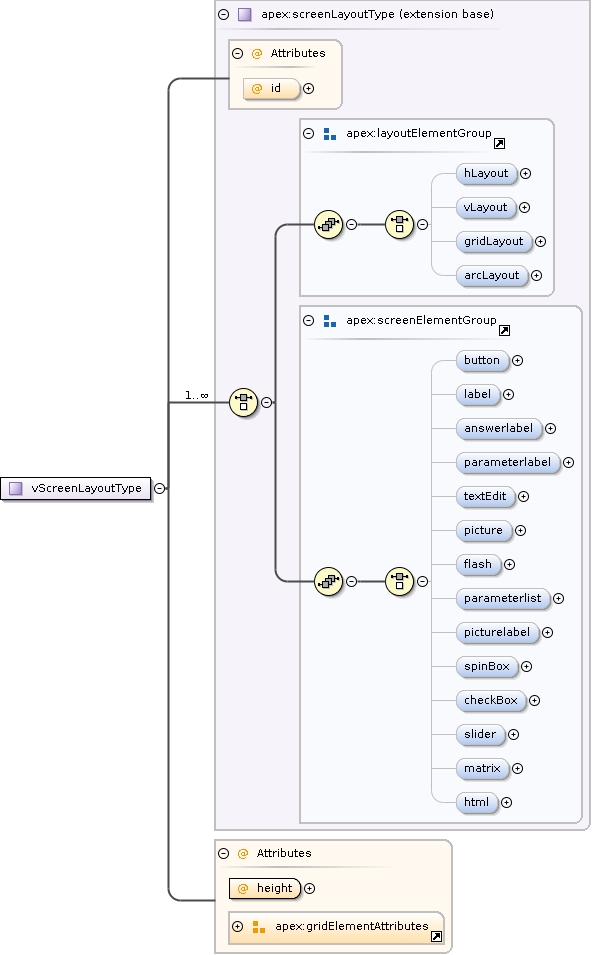 apex:screenLayoutType (extension base)
@ Attributes
@ id
apex:layoutElementGroup
hLayout
vLayout
gridLayout
arcLayout
apex:screenElementGroup
button
label
1..∞
answerlabel
parameterlabel
vScreenLayoutType
textEdit
picture
flash
parameterlist
picturelabel
spinBox
checkBox
slider
matrix
html
@ Attributes
@ height
apex:gridElementAttributes